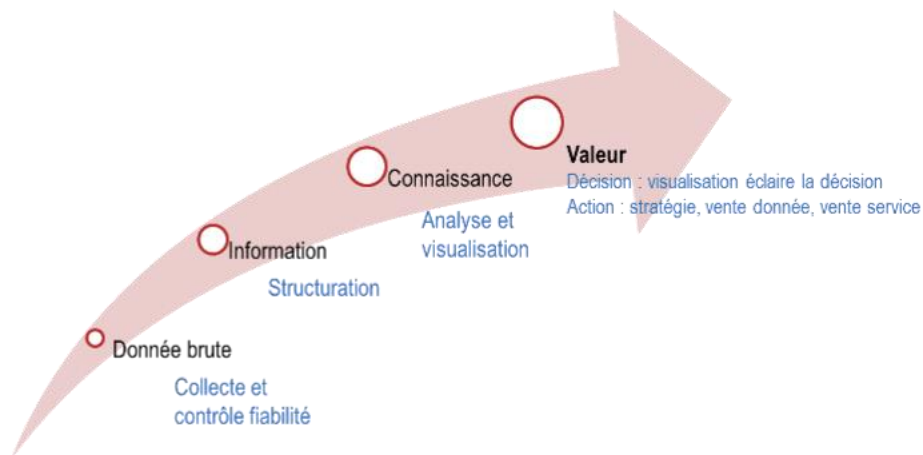 Donnée brute
Collecte et
contrôle fiabilité
Information
Structuration
Connaissance
Analyse et
visualisation
Valeur
Décision : visualisation éclaire la décision
Action : stratégie, vente donnée, vente service